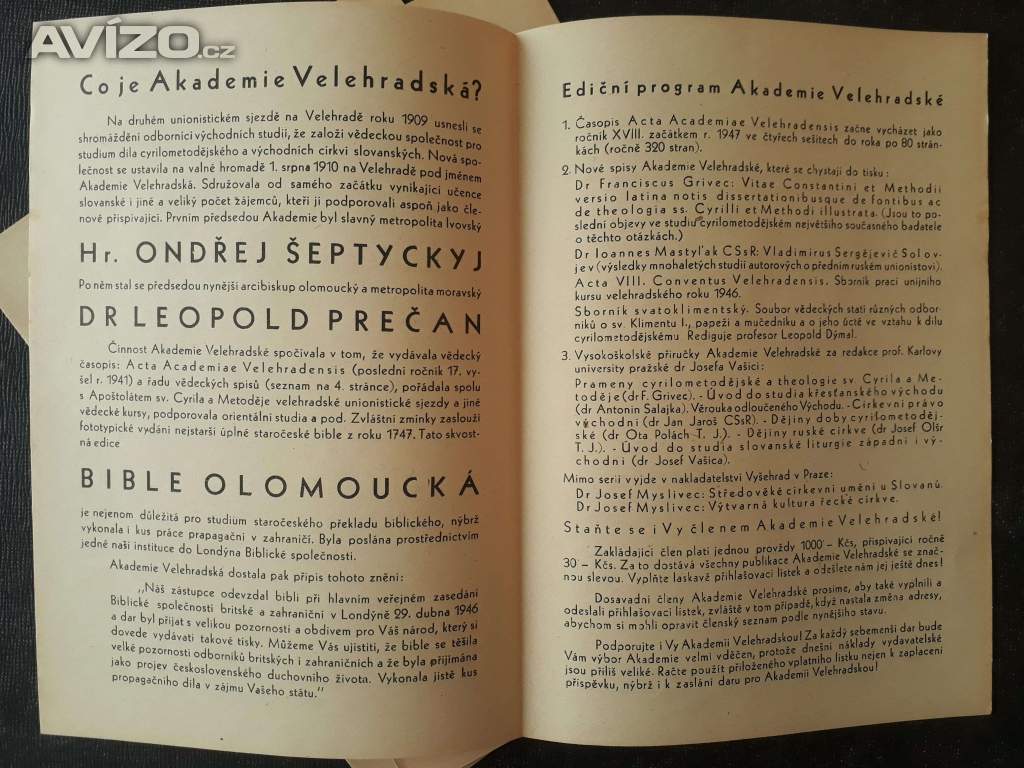 AVÍZO.cz
Co je Akademie Velehradská?
Na druhém unionistickém sjezdě na Velehradě roku 1909 usnesli se
shromáždění odborníci východních studií, že založí vědeckou společnost pro
studium díla cyrilometodějského a východních církví slovanských. Nová spo-
lečnost se ustavila na valné hromadě 1. srpna 1910 na Velehradě pod jménem
Akademie Velehradská. Sdružovala od samého začátku vynikající učence
slovanské i jiné a veliký počet zájemců, kteří ji podporovali aspoň jako čle-
nové přispívající. Prvním předsedou Akademie byl slavný metropolita lvovský
Hr. ONDŘEJ ŠEPTYCKYJ
Po něm stal se předsedou nynější arcibiskup olomoucký a metropolita moravský
DR LEOPOLD PREČAN
Činnost Akademie Velehradské spočívala v tom, že vydávala vědecký
časopis: Acta Academiae Velehradensis (poslední ročník 17. vy-
šel r. 1941) a řadu vědeckých spisů (seznam na 4. stránce), pořádala spolu
s Apoštolátem sv. Cyrila a Metoděje velehradské unionistické sjezdy a jiné
vědecké kursy, podporovala orientální studia a pod. Zvláštní zmínky zaslouží
fototypické vydání nejstarší úplné staročeské bible z roku 1747. Tato skvost-
ná edice
BIBLE OLOMOUCKÁ
je nejenom důležitá pro studium staročeského překladu biblického, nýbrž
vykonala i kus práce propagační v zahraničí. Byla poslána prostřednictvím
jedné naší instituce do Londýna Biblické společnosti.
Akademie Velehradská dostala pak přípis tohoto znění:
„Náš zástupce odevzdal bibli při hlavním veřejném zasedání
Biblické společnosti britské a zahraniční v Londýně 29. dubna 1946
a dar byl přijat s velikou pozorností a obdivem pro Váš národ, který si
dovede vydávati takové tisky. Můžeme Vás ujistiti, že bible se těšila
velké pozornosti odborníků britských i zahraničních a že byla přijímána
jako projev československého duchovního života. Vykonala jistě kus
propagačního díla v zájmu Vašeho státu."
Ediční program Akademie Velehradské
1. Časopis Acta Academiae Velehradensis začne vycházet jako
ročník XVIII. začátkem r. 1947 ve čtyřech sešitech do roka po 80 strán-
kách (ročně 320 stran).
2. Nové spisy Akademie Velehradské, které se chystají do tisku:
Dr Franciscus Grivec: Vitae Constantini et Methodii
versio latina notis dissertationibusque de fontibus ac
de theologia ss. Cyrilli et Methodi illustrata. (Jsou to po-
slední objevy ve studiu cyrilometodějském největšího současného badatele
o těchto otázkách.)
Dr Ioannes Mastyl'ak CSsR: Vladimirus Sergějevič Solov-
jev (výsledky mnohaletých studií autorových o předním ruském unionistovi).
Acta VIII. Conventus Velehradensis. Sborník prací unijního
kursu velehradského roku 1946.
Sborník svatoklimentský. Soubor vědeckých statí různých odbor-
níků o sv. Klimentu I., papeži a mučedníku a o jeho úctě ve vztahu k dílu
cyrilometodějskému Rediguje profesor Leopold Dýmal.
3. Vysokoškolské příručky Akademie Velehradské za redakce prof. Karlovy
university pražské dr Josefa Vašici:
Prameny cyrilometodějské a theologie sv. Cyrila a Me-
toděje (dr F. Grivec). - Úvod do studia křesťanského východu
(dr Antonín Salajka). Věrouka odloučeného Východu. - Církevní právo
východní (dr Jan Jaroš CSsR). - Dějiny doby cyrilometoděj-
ské (dr Ota Polách T. J.). - Dějiny ruské církve (dr Josef Olšr
T. J.). - Úvod do studia slovanské liturgie západní i vý-
chodní (dr Josef Vašica).
Mimo serii vyjde v nakladatelství Vyšehrad v Praze:
Dr Josef Myslivec: Středověké církevní umění u Slovanů.
Dr Josef Myslivec: Výtvarná kultura řecké církve.
Staňte se i Vy členem Akademie Velehradské!
Zakládající člen platí jednou provždy 1000 - Kčs, přispívající ročně
30 - Kčs. Za to dostává všechny publikace Akademie Velehradské se znač-
nou slevou. Vyplňte laskavě přihlašovací lístek a odešlete nám jej ještě dnes!
Dosavadní členy Akademie Velehradské prosíme, aby také vyplnili a
odeslali přihlašovací lístek, zvláště v tom případě, když nastala změna adresy,
abychom si mohli opravit členský seznam podle nynějšího stavu.
Podporujte i Vy Akademii Velehradskou! Za každý sebemenší dar bude
Vám výbor Akademie velmi vděčen, protože dnešní náklady vydavatelské
jsou příliš veliké. Račte použíti přiloženého vplatního lístku nejen k zaplacení
příspěvku, nýbrž i k zaslání daru pro Akademii Velehradskou!